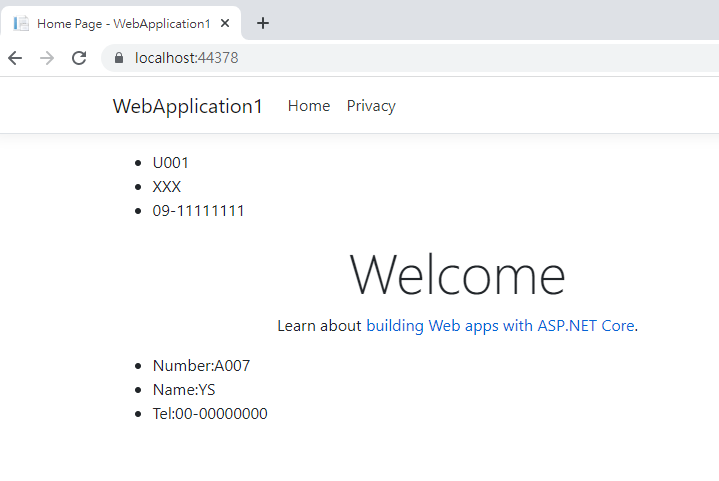 Home Page - WebApplication1
localhost:44378
WebApplication1 Home Privacy
U001
XXX
09-11111111
Welcome
Learn about building Web apps with ASP.NET Core.
Number:A007
Name:YS
Tel:00-00000000